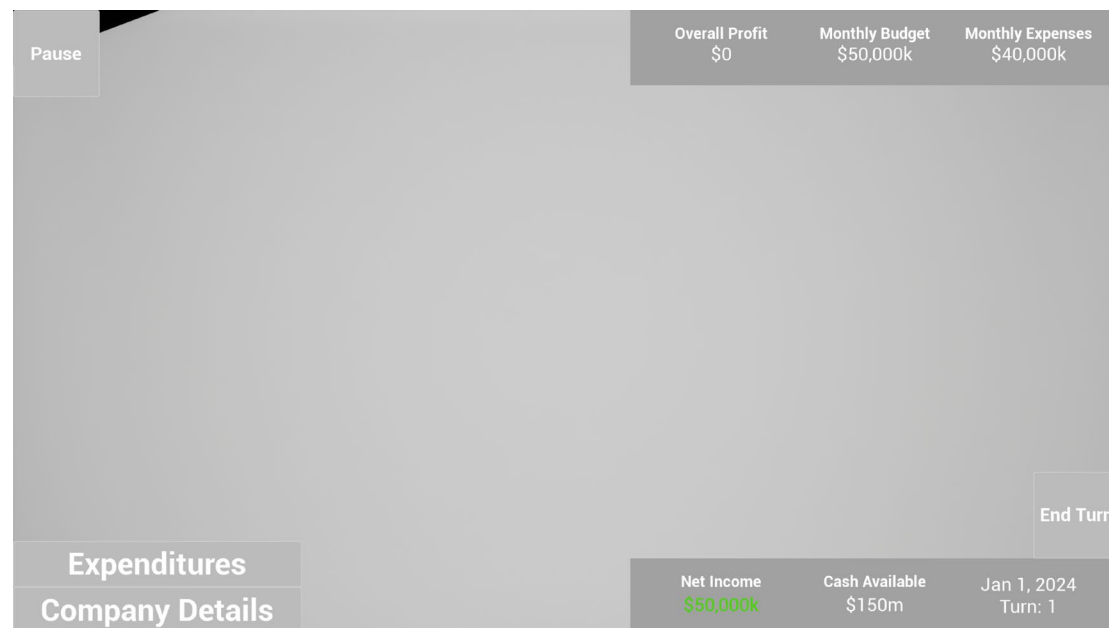 Pause
Overall Profit
$0
Monthly Budget
$50,000k
Monthly Expenses
$40,000k
End Turn
Expenditures
Company Details
Net Income
$50,000k
Cash Available
$150m
Jan 1, 2024
Turn: 1